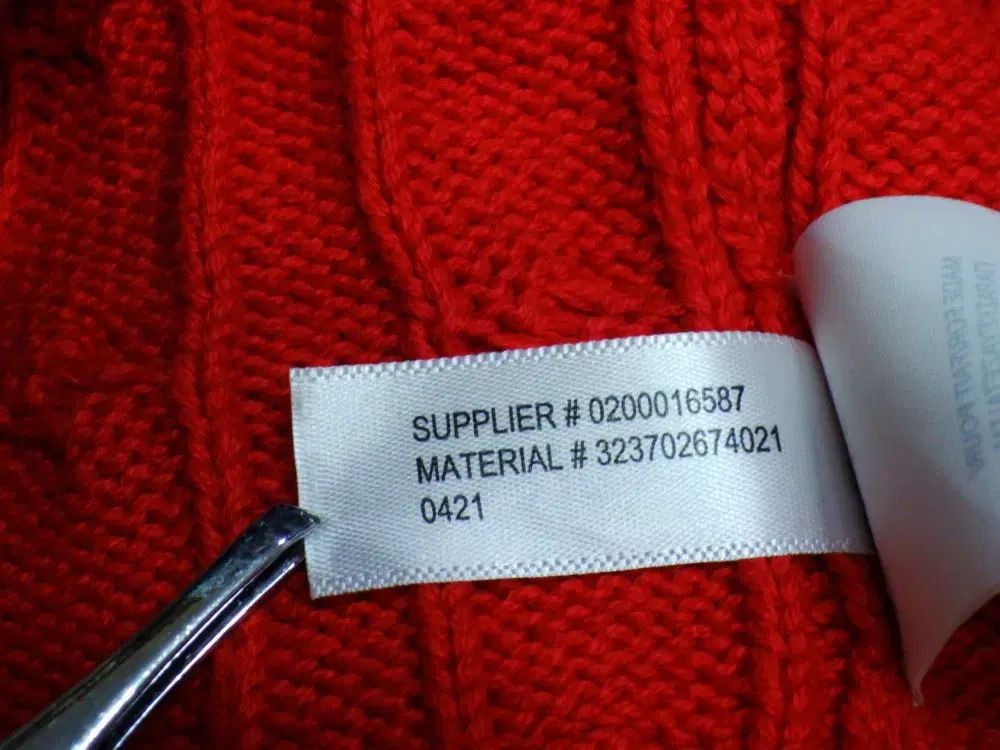 SUPPLIER # 0200016587
MATERIAL # 323702674021
0421